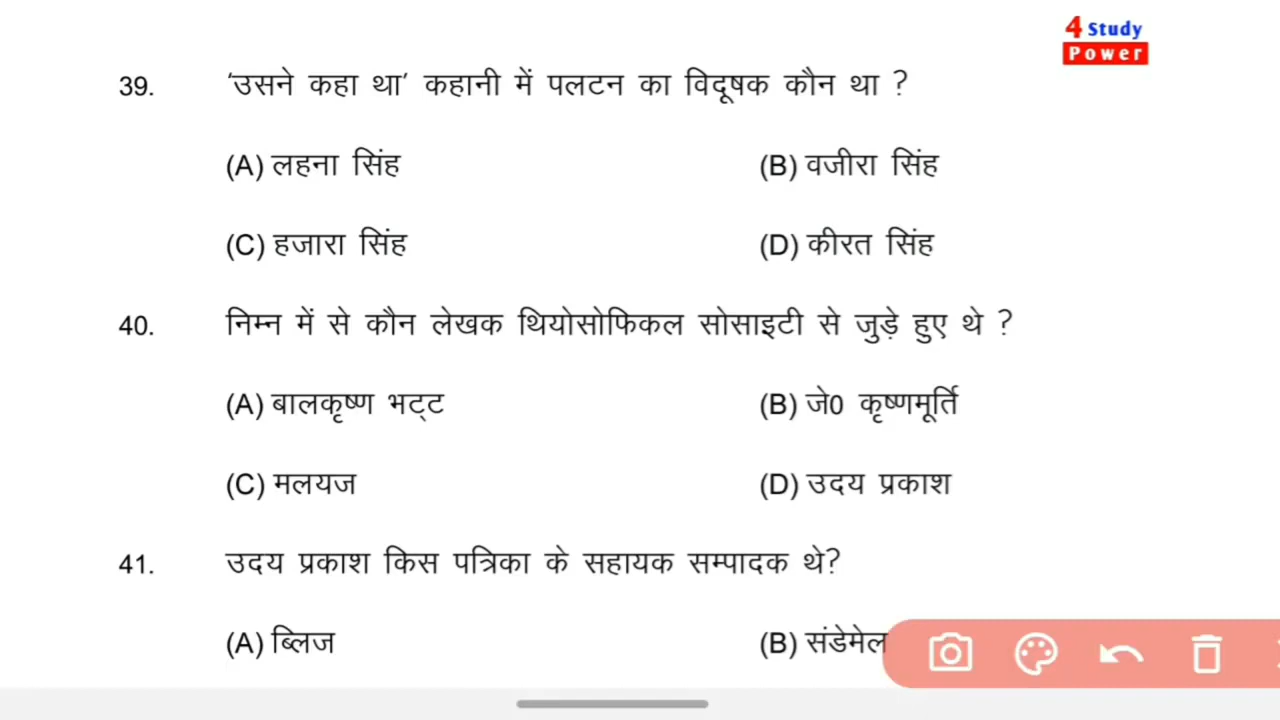 4 Study
Power
39. ‘उसने कहा था’ कहानी में पलटन का विदूषक कौन था ?
(A) लहना सिंह (B) वजीरा सिंह
(C) हजारा सिंह (D) कीरत सिंह
40. निम्न में से कौन लेखक थियोसोफिकल सोसाइटी से जुड़े हुए थे ?
(A) बालकृष्ण भट्ट (B) जे0 कृष्णमूर्ति
(C) मलयज (D) उदय प्रकाश
41. उदय प्रकाश किस पत्रिका के सहायक सम्पादक थे?
(A) ब्लिज (B) संडेमेल